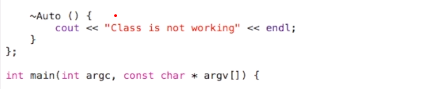 ~Auto () {
cout << "Class is not working" << endl;
}
};
int main(int argc, const char * argv[]) {